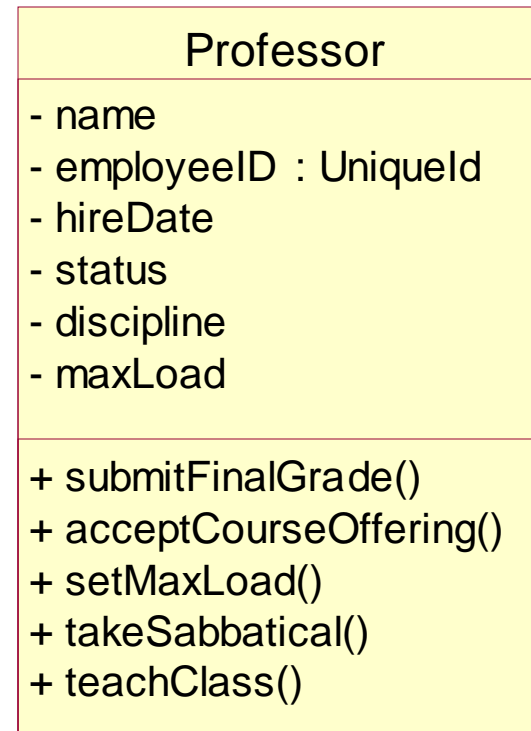 Professor
- name
- employeeID : UniqueId
- hireDate
- status
- discipline
- maxLoad
+ submitFinalGrade()
+ acceptCourseOffering()
+ setMaxLoad()
+ takeSabbatical()
+ teachClass()